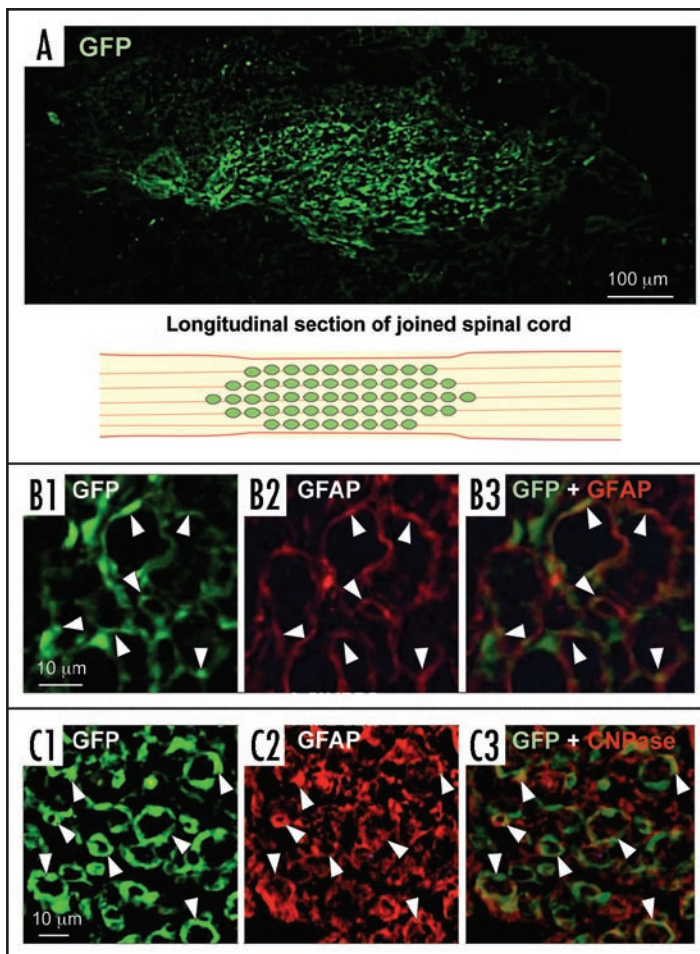 A GFP
100 μm
Longitudinal section of joined spinal cord
B1 GFP
B2 GFAP
B3 GFP + GFAP
10 μm
C1 GFP
C2 GFAP
C3 GFP + CNPase
10 μm